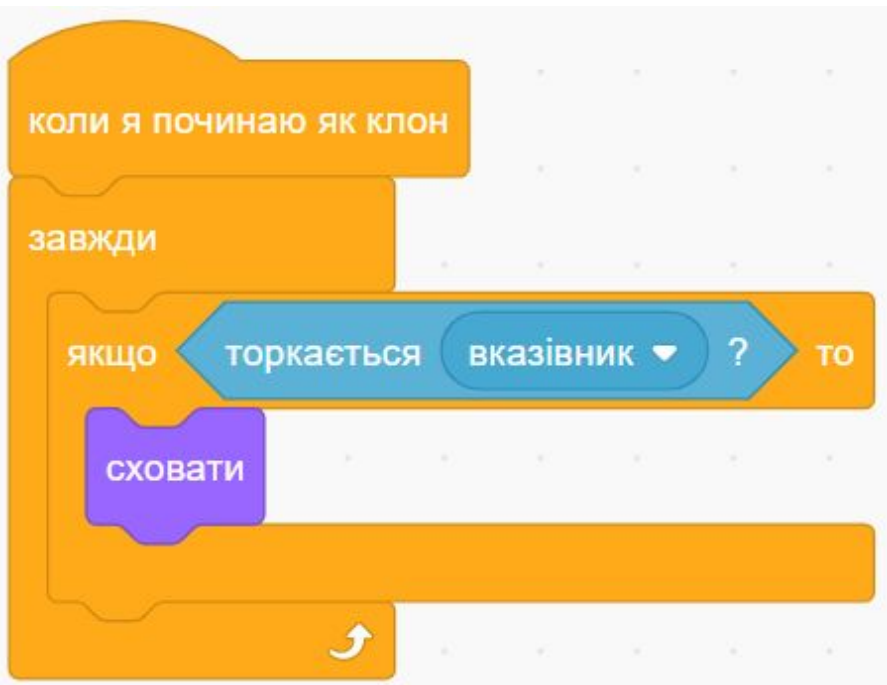 коли я починаю як клон
завжди
якщо торкається вказівник ? то
сховати